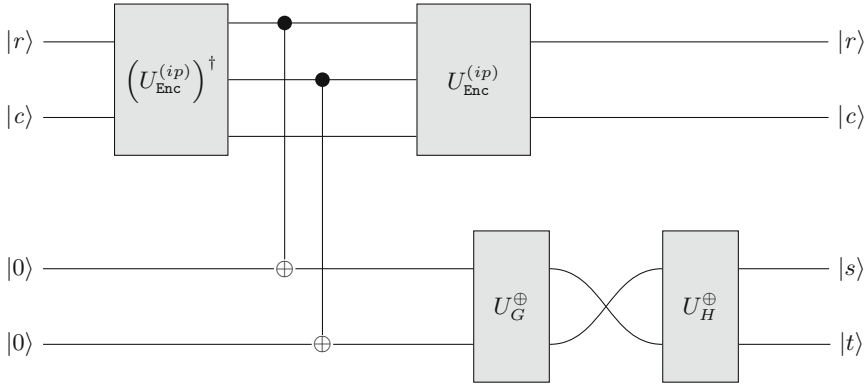 |r⟩ (U_Enc^(ip))^† U_Enc^(ip) |r⟩
|c⟩ |c⟩
|0⟩ U_G^⊕ U_H^⊕ |s⟩
|0⟩ |t⟩